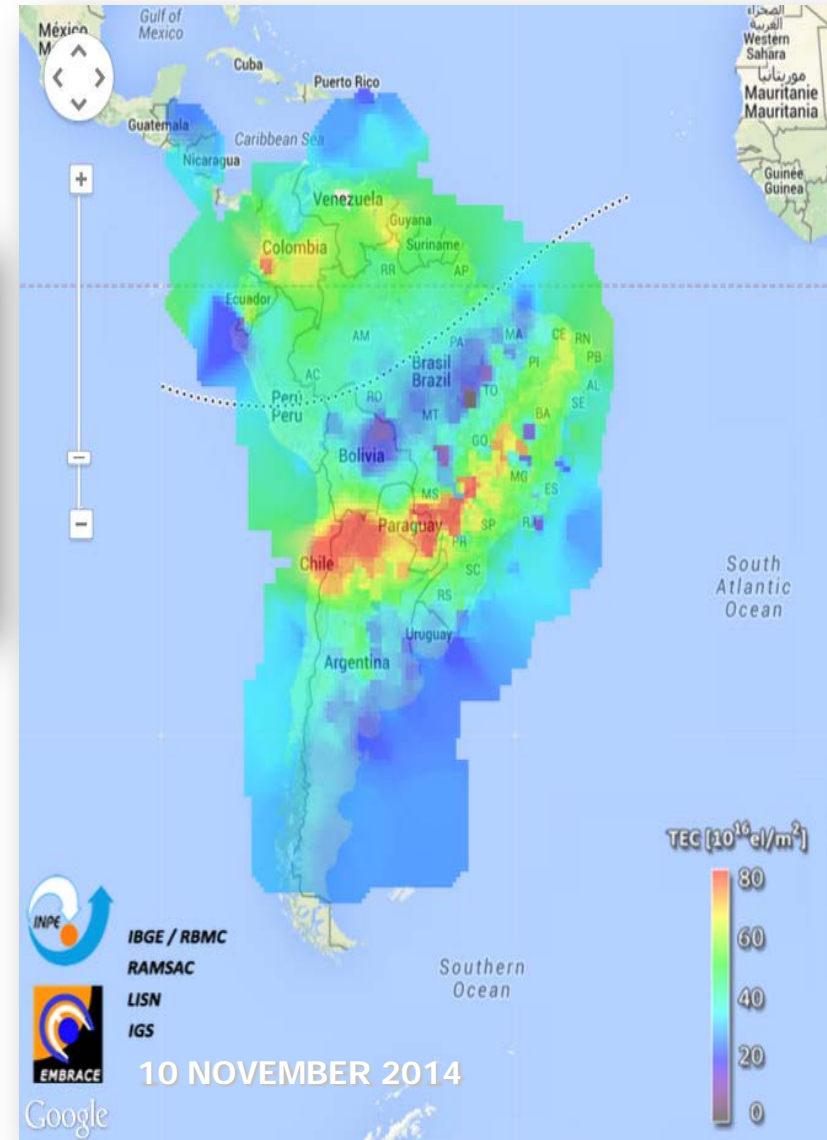 Gulf of
Mexico
México
Cuba
Puerto Rico
Guatemala
Caribbean Sea
Nicaragua
الصحراء
الغربية
Western
Sahara
موريتانيا
Mauritanie
Mauritania
Guinée
Guinea
Venezuela
Guyana
Colombia
Suriname
RR
AP
Ecuador
AM
PA
MA
CE
RN
PB
Brasil
Brazil
PI
AC
TO
AL
Perú
Peru
RO
SE
MT
BA
Bolivia
GO
MG
MS
ES
Paraguay
SP
RJ
PR
Chile
SC
RS
South
Atlantic
Ocean
Uruguay
Argentina
TEC [10¹⁶el/m²]
80
60
40
20
0
INPE
IBGE / RBMC
RAMSAC
LISN
IGS
EMBRACE
10 NOVEMBER 2014
Southern
Ocean
Google